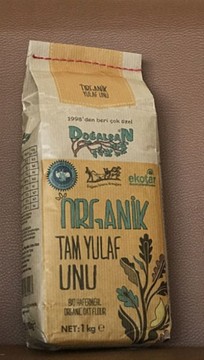 ORGANİK
YULAF UNU
1998'den beri çok özel
DOĞALSAN
ekotar
ORGANİK
TAM YULAF
UNU
BIO HAFERMEHL
ORGANIC OAT FLOUR
NET: 1 kg e